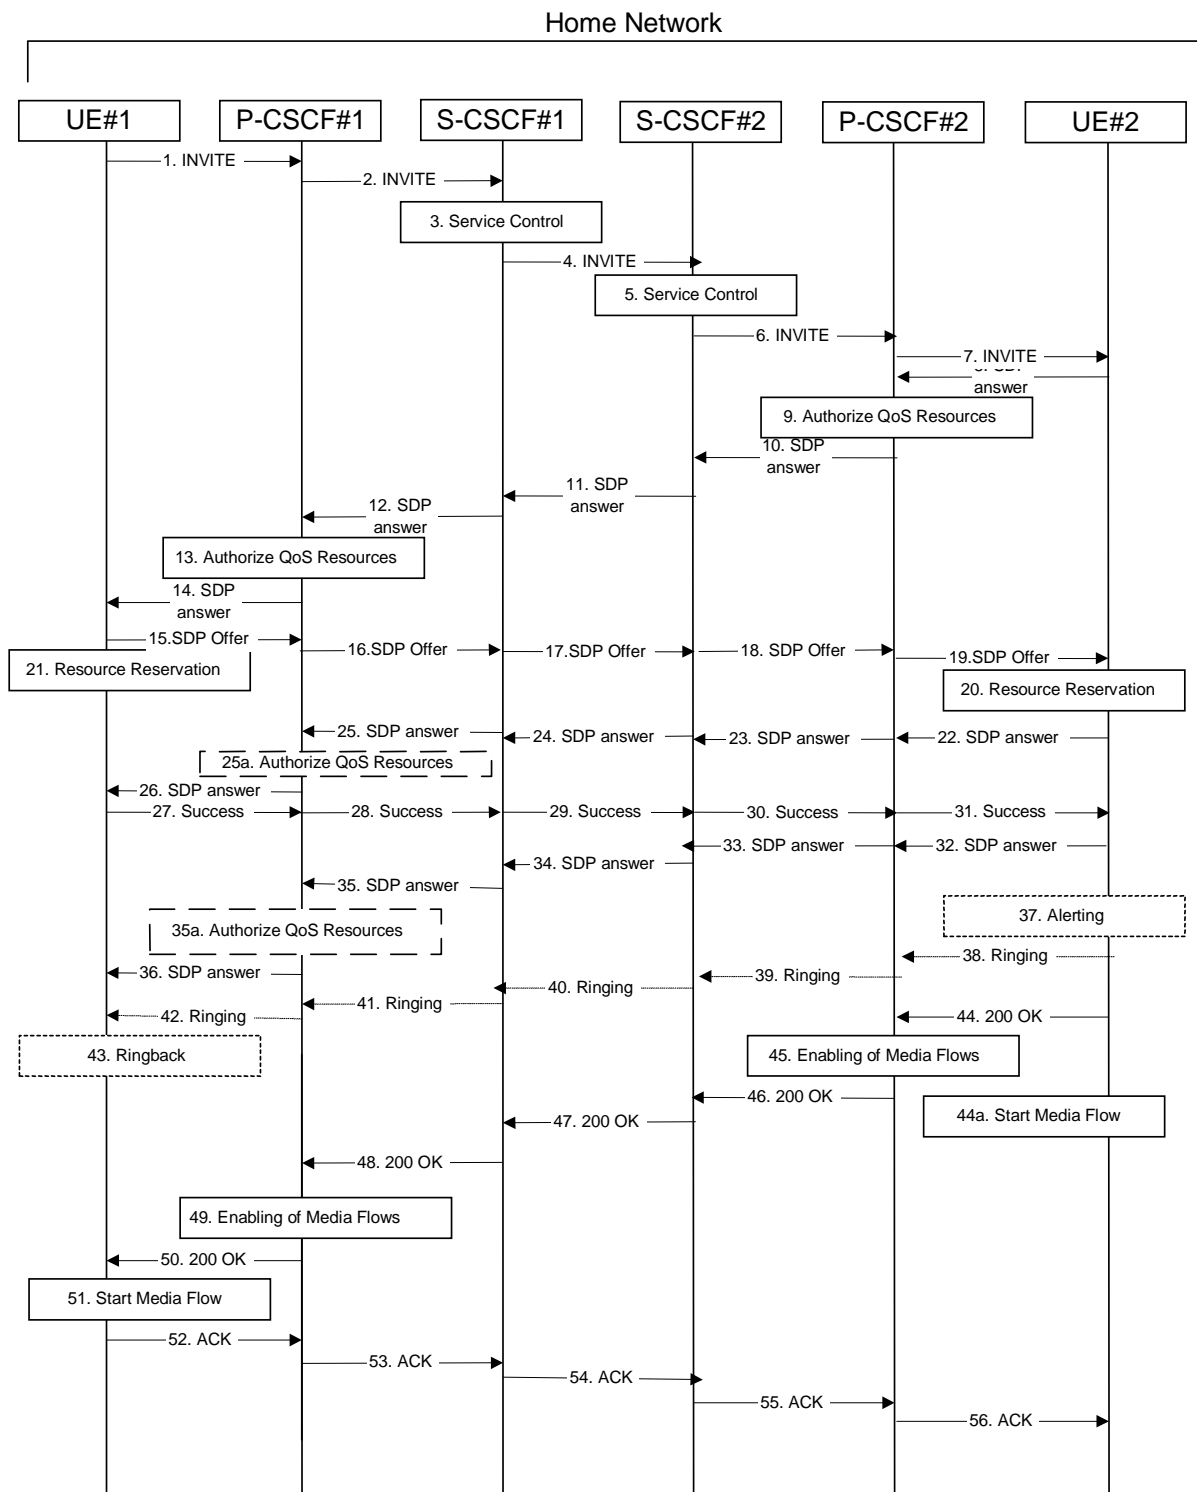 Home Network
UE#1
P-CSCF#1
S-CSCF#1
S-CSCF#2
P-CSCF#2
UE#2
1. INVITE
2. INVITE
3. Service Control
4. INVITE
5. Service Control
6. INVITE
7. INVITE
answer
9. Authorize QoS Resources
10. SDP
answer
11. SDP
answer
12. SDP
answer
13. Authorize QoS Resources
14. SDP
answer
15.SDP Offer
16.SDP Offer
17.SDP Offer
18. SDP Offer
19.SDP Offer
21. Resource Reservation
20. Resource Reservation
25. SDP answer
24. SDP answer
23. SDP answer
22. SDP answer
25a. Authorize QoS Resources
26. SDP answer
27. Success
28. Success
29. Success
30. Success
31. Success
33. SDP answer
32. SDP answer
34. SDP answer
35. SDP answer
37. Alerting
35a. Authorize QoS Resources
38. Ringing
36. SDP answer
39. Ringing
40. Ringing
41. Ringing
42. Ringing
44. 200 OK
43. Ringback
45. Enabling of Media Flows
46. 200 OK
44a. Start Media Flow
47. 200 OK
48. 200 OK
49. Enabling of Media Flows
50. 200 OK
51. Start Media Flow
52. ACK
53. ACK
54. ACK
55. ACK
56. ACK